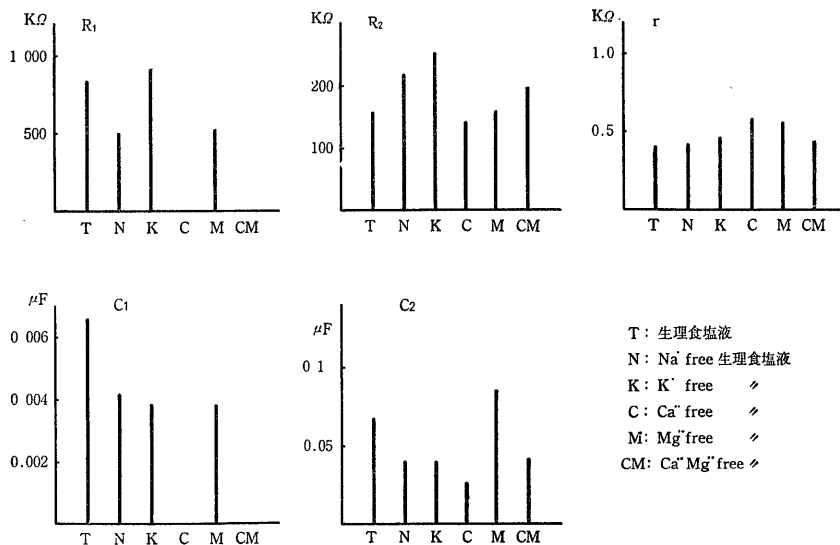 KΩ R₁
1 000
500
T N K C M CM
KΩ R₂
200
100
T N K C M CM
KΩ r
1.0
0.5
T N K C M CM
μF C₁
0 006
0 004
0.002
T N K C M CM
μF C₂
0 1
0.05
T N K C M CM
T: 生理食塩液
N: Na˙ free 生理食塩液
K: K˙ free 〃
C: Ca¨ free 〃
M: Mg¨ free 〃
CM: Ca¨ Mg¨ free 〃